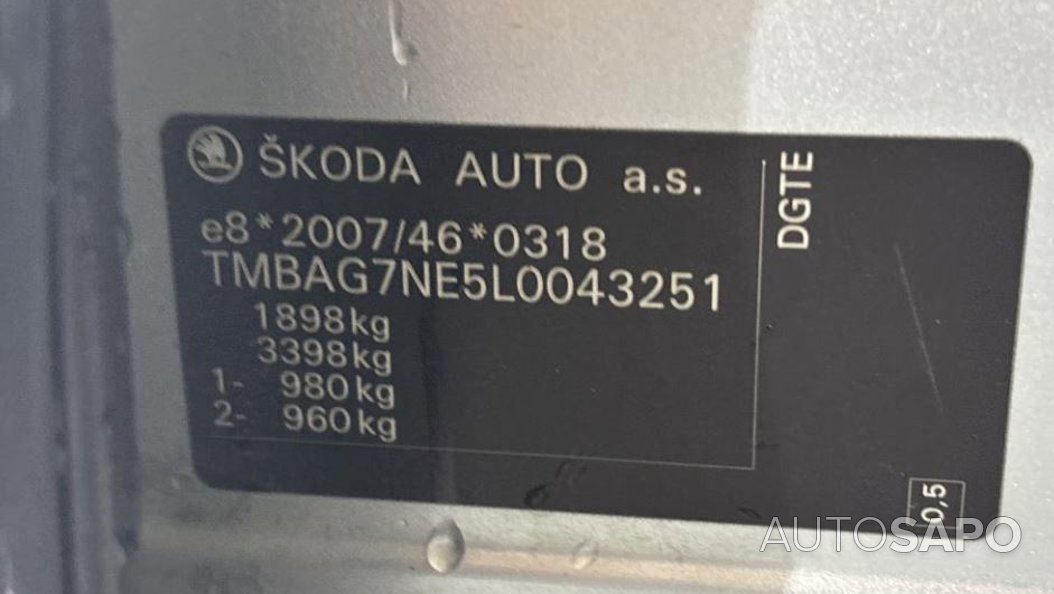 ŠKODA AUTO a.s.
e8*2007/46*0318
TMBAG7NE5L0043251
1898kg
3398kg
1- 980kg
2- 960kg
DGTE
0,5
AUTOSAPO